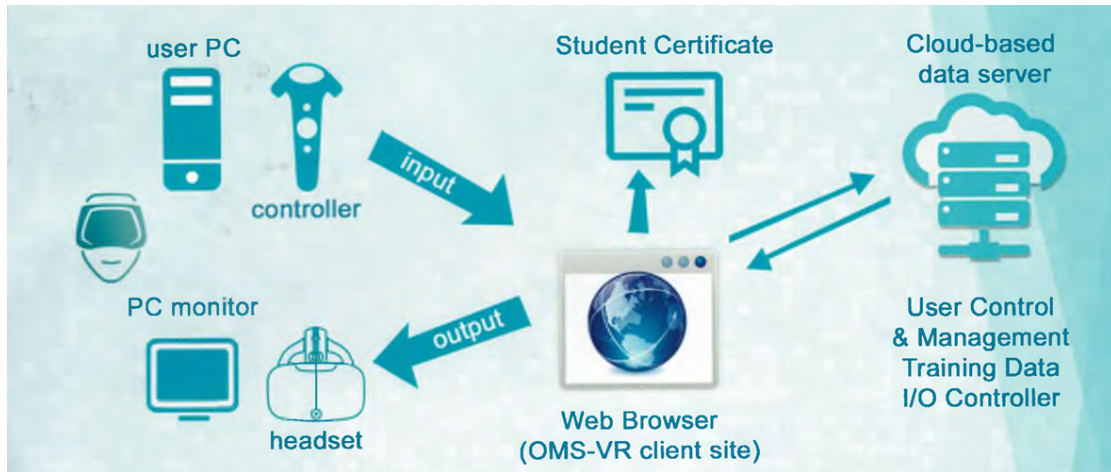 user PC
controller
input
PC monitor
output
headset
Student Certificate
Web Browser
(OMS-VR client site)
Cloud-based
data server
User Control
& Management
Training Data
I/O Controller